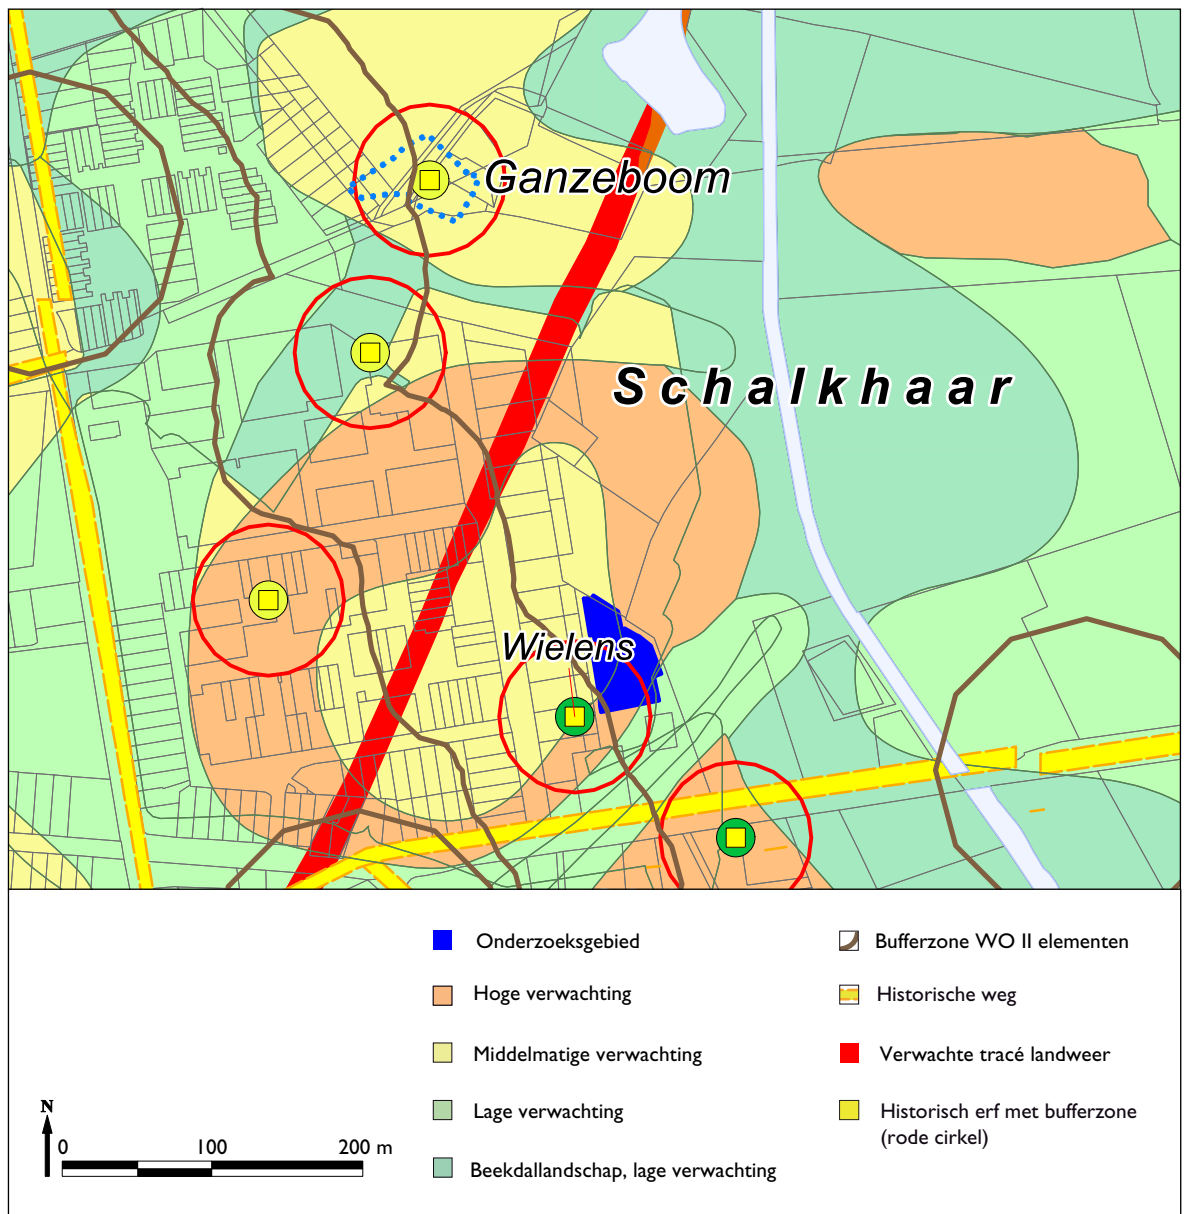 Ganzeboom
Schalkhaar
Wielens
Onderzoeksgebied
Hoge verwachting
Middelmatige verwachting
Lage verwachting
Beekdallandschap, lage verwachting
Bufferzone WO II elementen
Historische weg
Verwachte tracé landweer
Historisch erf met bufferzone
(rode cirkel)
N
0 100 200 m